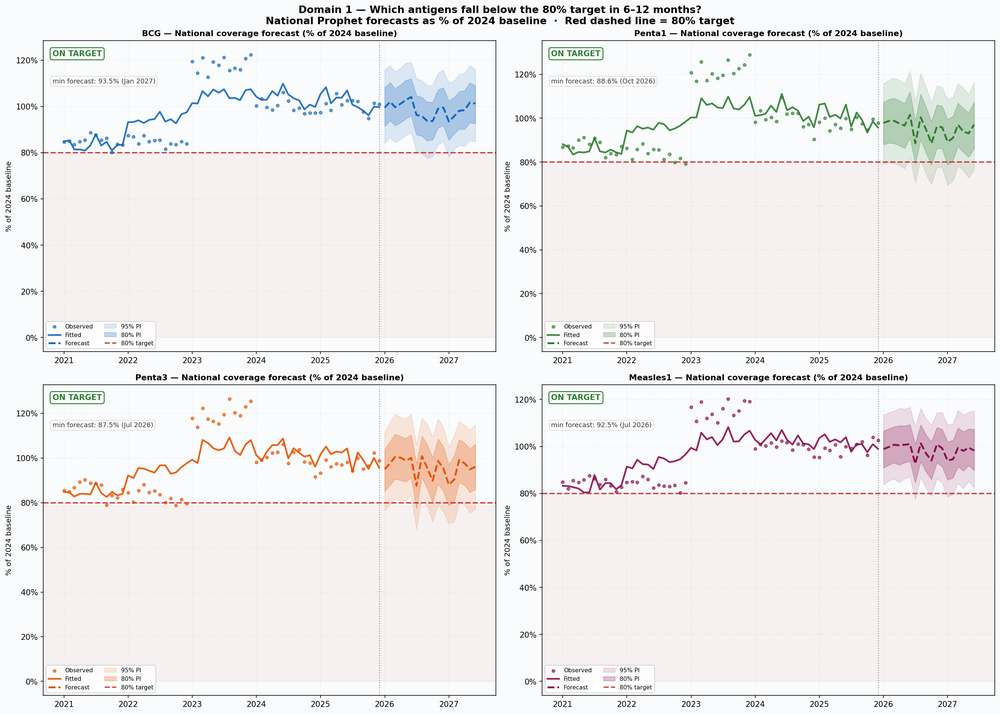 Domain 1 — Which antigens fall below the 80% target in 6–12 months?
National Prophet forecasts as % of 2024 baseline  ·  Red dashed line = 80% target
BCG — National coverage forecast (% of 2024 baseline)
ON TARGET
min forecast: 93.5% (Jan 2027)
120%
100%
80%
60%
40%
20%
0%
% of 2024 baseline
Observed
Fitted
Forecast
95% PI
80% PI
80% target
2021 2022 2023 2024 2025 2026 2027
Penta1 — National coverage forecast (% of 2024 baseline)
ON TARGET
min forecast: 88.6% (Oct 2026)
120%
100%
80%
60%
40%
20%
0%
% of 2024 baseline
Observed
Fitted
Forecast
95% PI
80% PI
80% target
2021 2022 2023 2024 2025 2026 2027
Penta3 — National coverage forecast (% of 2024 baseline)
ON TARGET
min forecast: 87.5% (Jul 2026)
120%
100%
80%
60%
40%
20%
0%
% of 2024 baseline
Observed
Fitted
Forecast
95% PI
80% PI
80% target
2021 2022 2023 2024 2025 2026 2027
Measles1 — National coverage forecast (% of 2024 baseline)
ON TARGET
min forecast: 92.5% (Jul 2026)
120%
100%
80%
60%
40%
20%
0%
% of 2024 baseline
Observed
Fitted
Forecast
95% PI
80% PI
80% target
2021 2022 2023 2024 2025 2026 2027